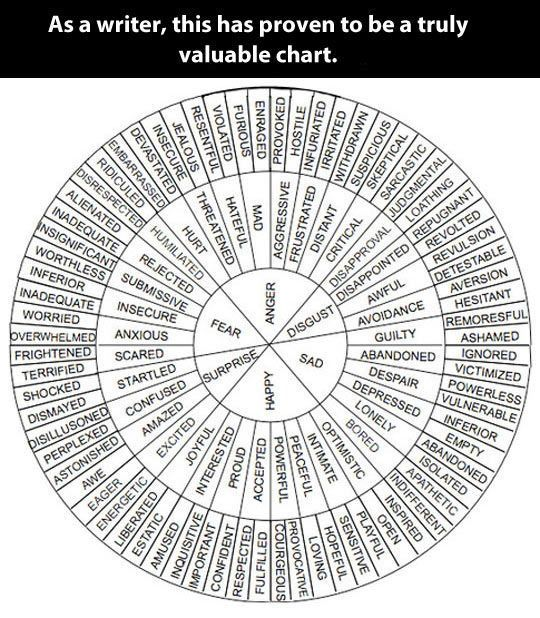 As a writer, this has proven to be a truly
valuable chart.
ANGER
DISGUST
SAD
HAPPY
SURPRISE
FEAR
MAD
AGGRESSIVE
FRUSTRATED
DISTANT
CRITICAL
DISAPPROVAL
DISAPPOINTED
AWFUL
AVOIDANCE
GUILTY
ABANDONED
DESPAIR
DEPRESSED
LONELY
BORED
OPTIMISTIC
INTIMATE
PEACEFUL
POWERFUL
ACCEPTED
PROUD
INTERESTED
JOYFUL
EXCITED
AMAZED
CONFUSED
STARTLED
SCARED
ANXIOUS
INSECURE
SUBMISSIVE
REJECTED
HUMILIATED
HURT
THREATENED
HATEFUL
ENRAGED
PROVOKED
HOSTILE
INFURIATED
IRRITATED
WITHDRAWN
SUSPICIOUS
SKEPTICAL
SARCASTIC
JUDGMENTAL
LOATHING
REPUGNANT
REVOLTED
REVULSION
DETESTABLE
AVERSION
HESITANT
REMORESFUL
ASHAMED
IGNORED
VICTIMIZED
POWERLESS
VULNERABLE
INFERIOR
EMPTY
ABANDONED
ISOLATED
APATHETIC
INDIFFERENT
INSPIRED
OPEN
PLAYFUL
SENSITIVE
HOPEFUL
LOVING
PROVOCATIVE
COURGEOUS
FULFILLED
RESPECTED
CONFIDENT
IMPORTANT
INQUISITIVE
AMUSED
ESTATIC
LIBERATED
ENERGETIC
EAGER
AWE
ASTONISHED
PERPLEXED
DISILLUSIONED
DISMAYED
SHOCKED
TERRIFIED
FRIGHTENED
OVERWHELMED
WORRIED
INADEQUATE
INFERIOR
WORTHLESS
INSIGNIFICANT
INADEQUATE
ALIENATED
DISRESPECTED
RIDICULED
EMBARRASSED
DEVASTATED
INSECURE
JEALOUS
RESENTFUL
VIOLATED
FURIOUS